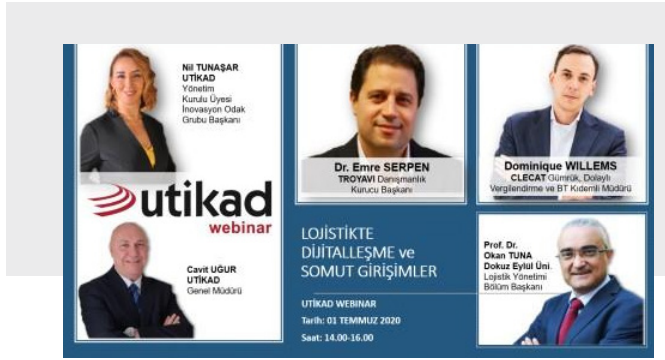 Nil TUNAŞAR
UTİKAD
Yönetim
Kurulu Üyesi
İnovasyon Odak
Grubu Başkanı
Dr. Emre SERPEN
TROYAVI Danışmanlık
Kurucu Başkanı
Dominique WILLEMS
CLECAT Gümrük, Dolaylı
Vergilendirme ve BT Kıdemli Müdürü
utikad
webinar
Cavit UĞUR
UTİKAD
Genel Müdürü
LOJİSTİKTE
DİJİTALLEŞME ve
SOMUT GİRİŞİMLER
UTİKAD WEBINAR
Tarih: 01 TEMMUZ 2020
Saat: 14.00-16.00
Prof. Dr.
Okan TUNA
Dokuz Eylül Üni.
Lojistik Yönetimi
Bölüm Başkanı